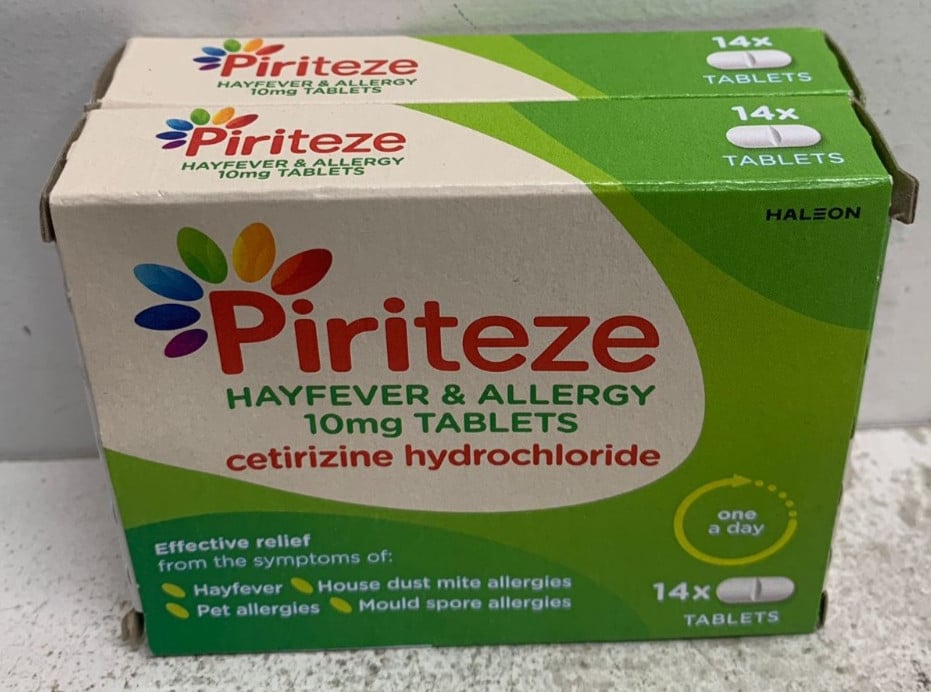 Piriteze
HAYFEVER & ALLERGY
10mg TABLETS
14x
TABLETS
Piriteze
HAYFEVER & ALLERGY
10mg TABLETS
14x
TABLETS
HALEON
Piriteze
HAYFEVER & ALLERGY
10mg TABLETS
cetirizine hydrochloride
one
a day
Effective relief
from the symptoms of:
Hayfever House dust mite allergies
Pet allergies Mould spore allergies
14x
TABLETS